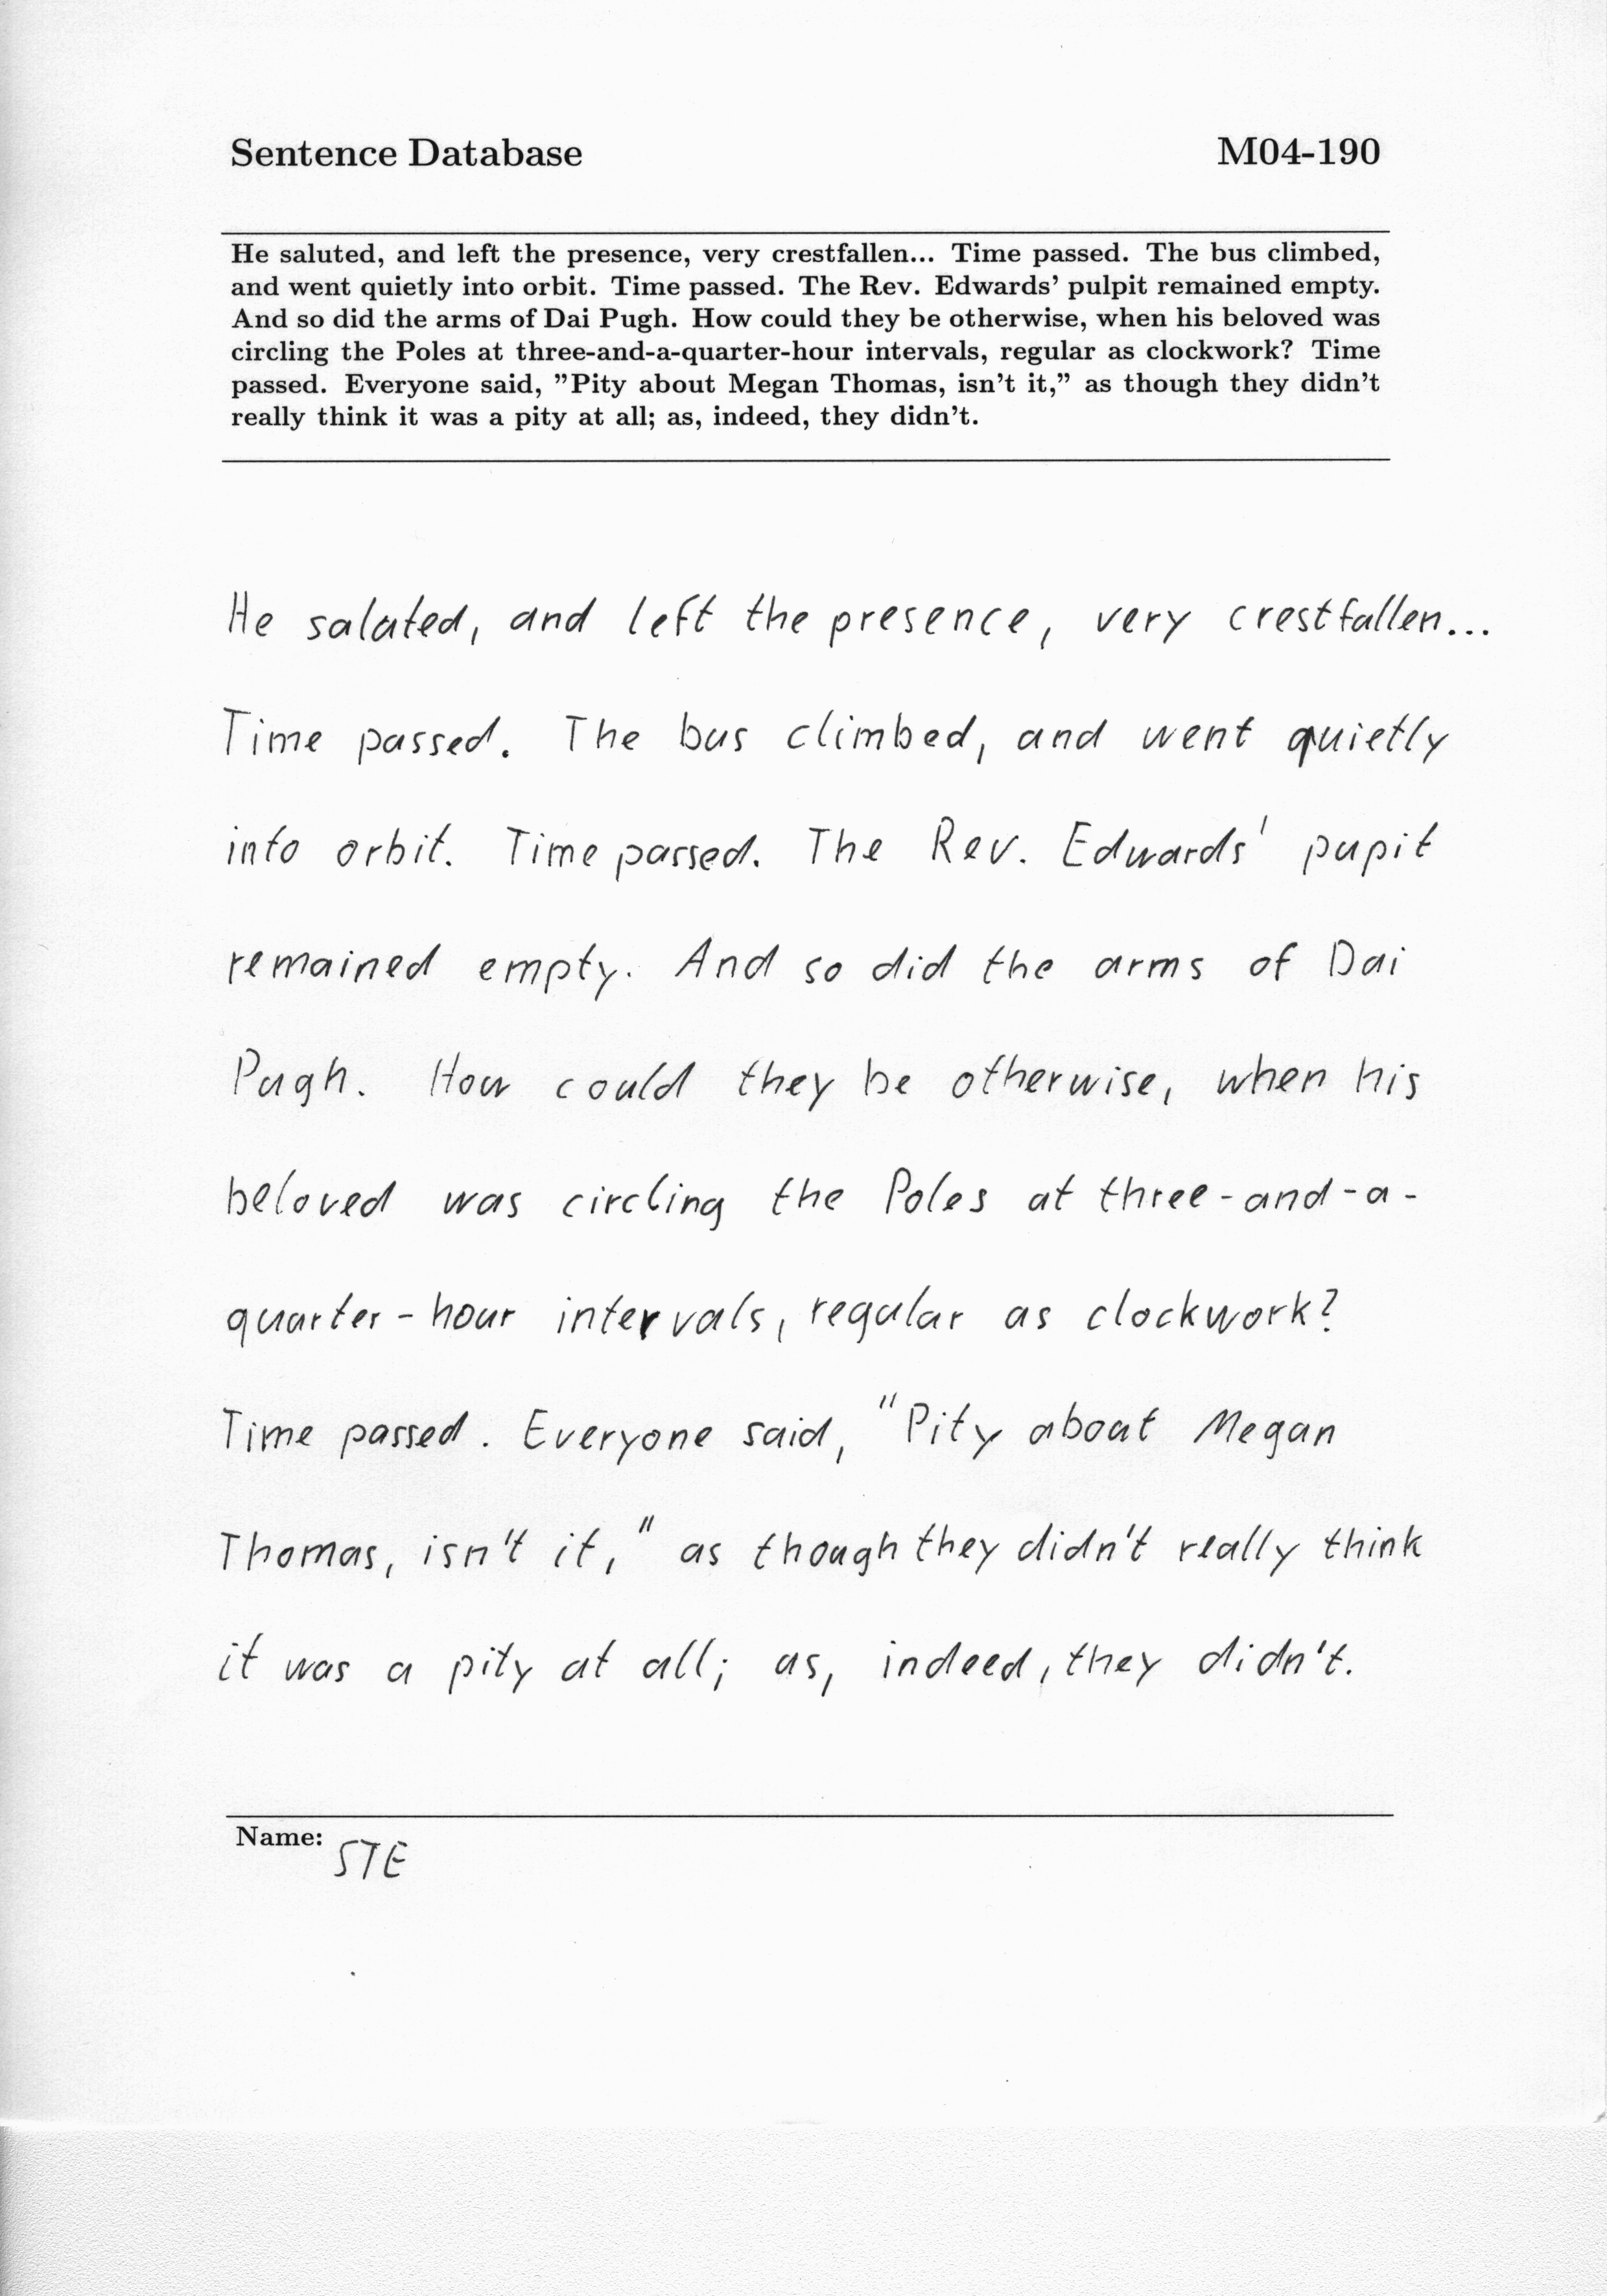 Sentence Database M04-190
He saluted, and left the presence, very crestfallen... Time passed. The bus climbed,
and went quietly into orbit. Time passed. The Rev. Edwards' pulpit remained empty.
And so did the arms of Dai Pugh. How could they be otherwise, when his beloved was
circling the Poles at three-and-a-quarter-hour intervals, regular as clockwork? Time
passed. Everyone said, "Pity about Megan Thomas, isn't it," as though they didn't
really think it was a pity at all; as, indeed, they didn't.
He saluted, and left the presence, very crestfallen...
Time passed. The bus climbed, and went quietly
into orbit. Time passed. The Rev. Edwards' pupit
remained empty. And so did the arms of Dai
Pugh. How could they be otherwise, when his
beloved was circling the Poles at three-and-a-
quarter-hour intervals, regular as clockwork?
Time passed. Everyone said, "Pity about Megan
Thomas, isn't it," as though they didn't really think
it was a pity at all; as, indeed, they didn't.
Name: STE